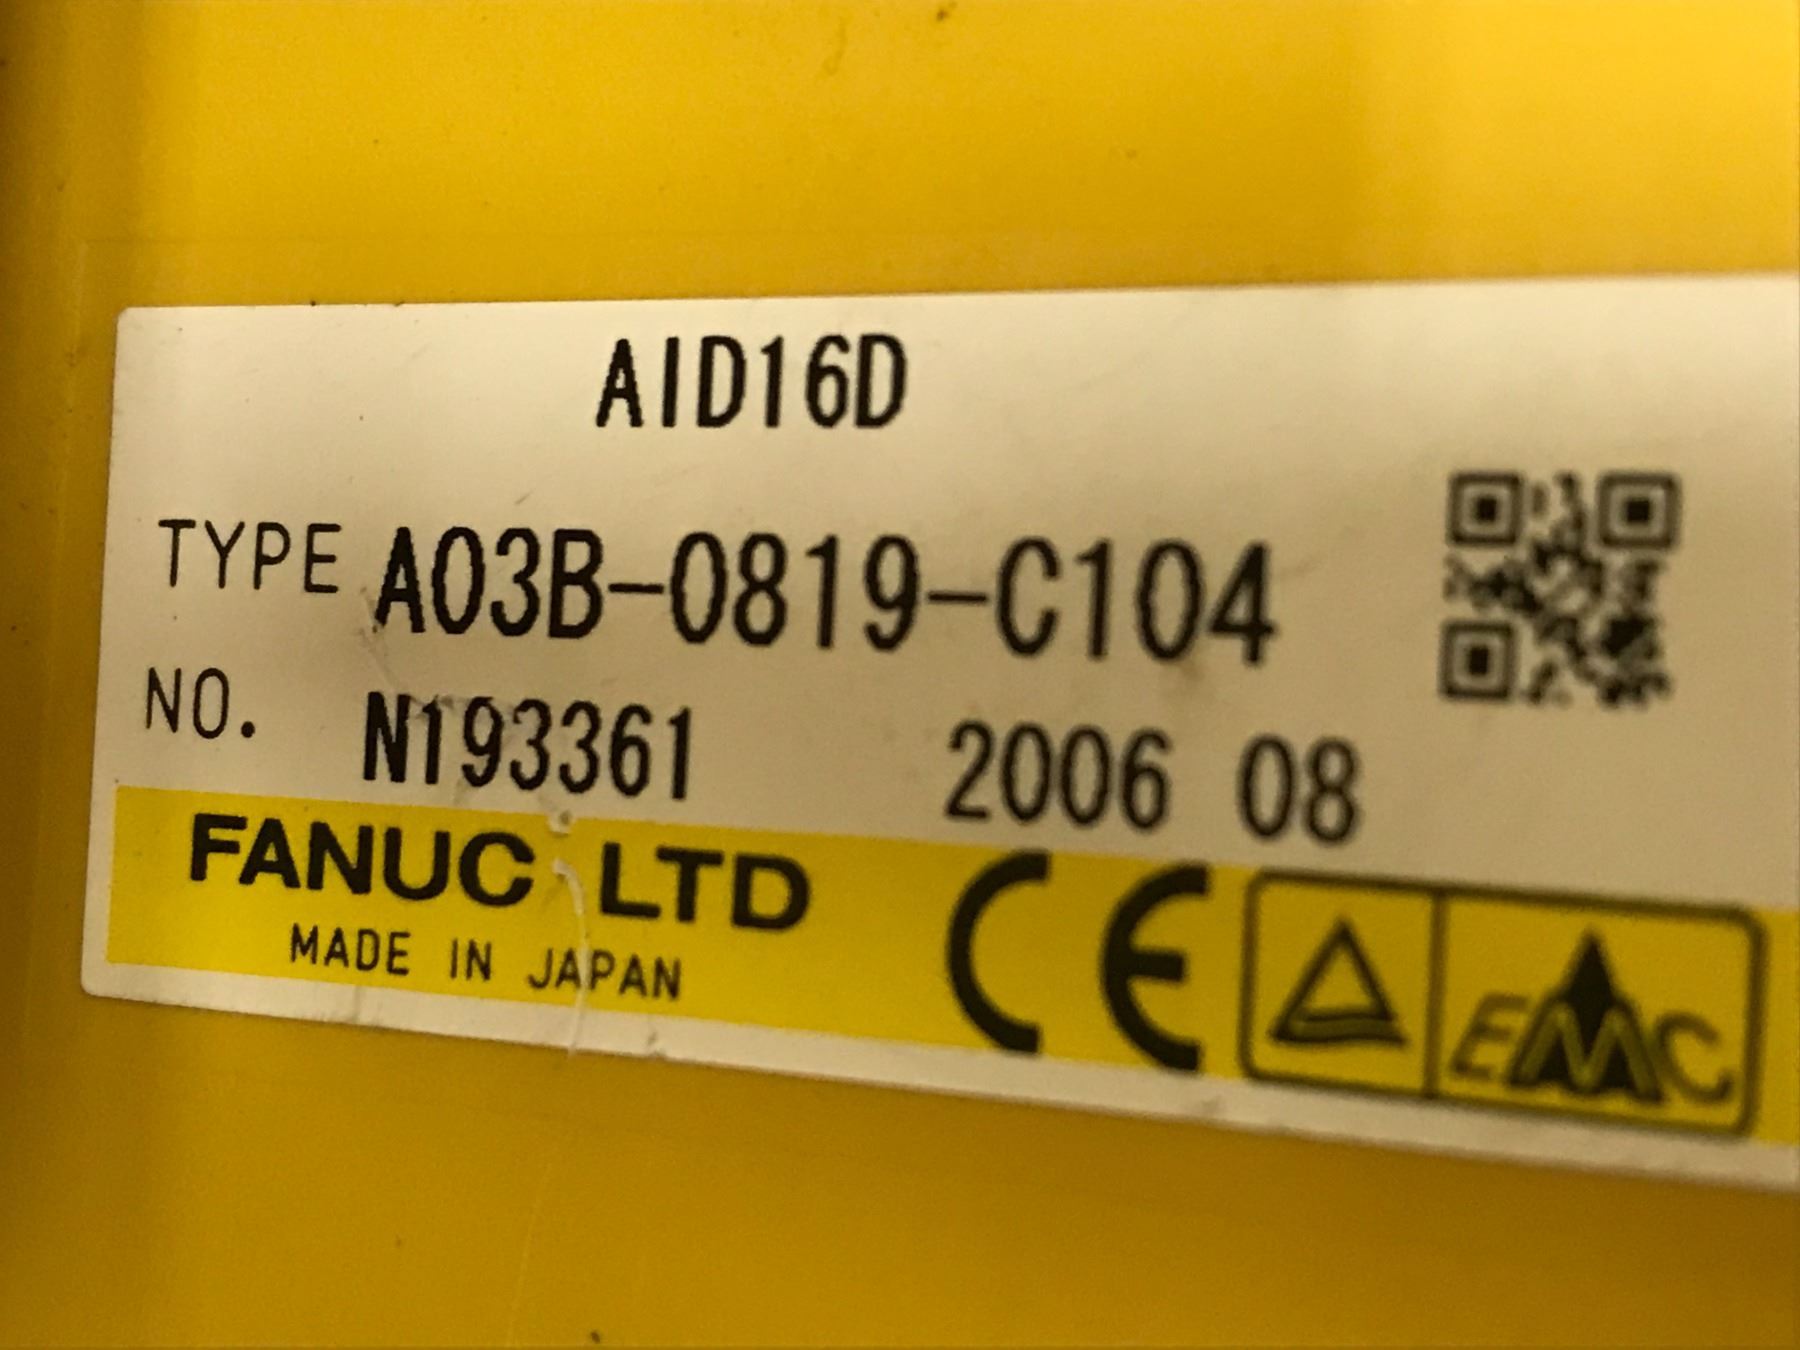 AID16D
TYPE A03B-0819-C104
NO. N193361 2006 08
FANUC LTD
MADE IN JAPAN
CE EMC